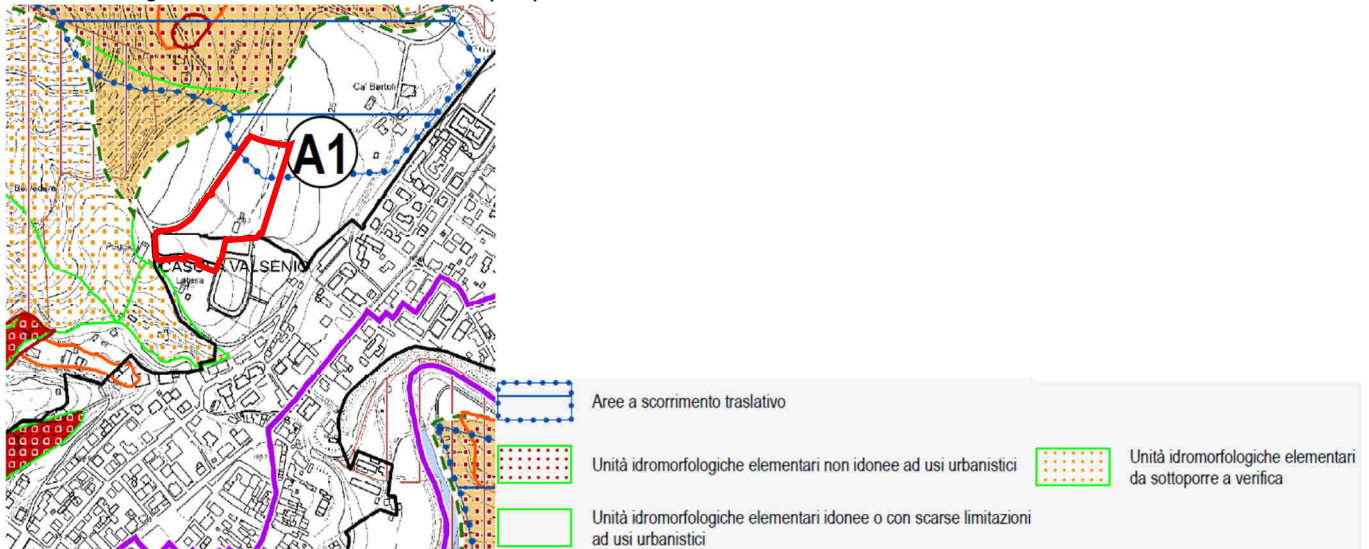 Ca' Bartoli
A1
CASOLA VALSENIO
Aree a scorrimento traslativo
Unità idromorfologiche elementari non idonee ad usi urbanistici
Unità idromorfologiche elementari
da sottoporre a verifica
Unità idromorfologiche elementari idonee o con scarse limitazioni
ad usi urbanistici